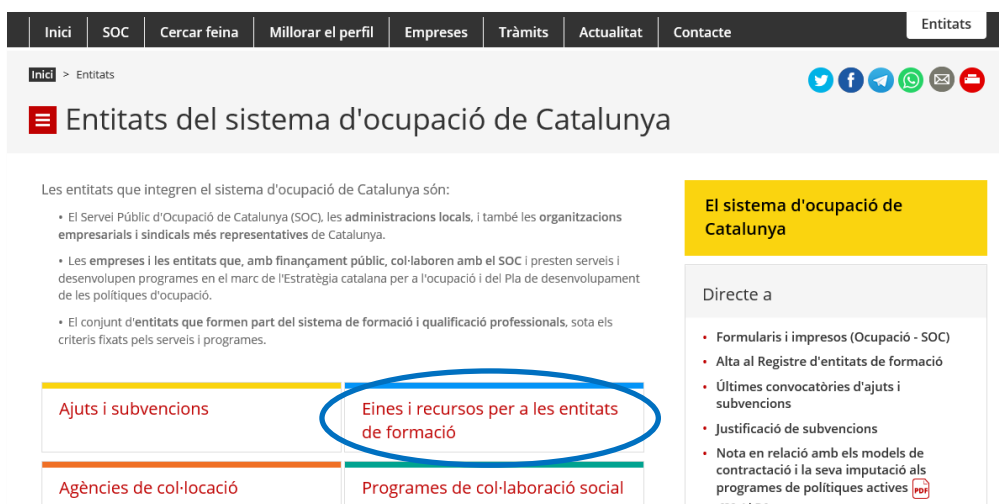 Inici SOC Cercar feina Millorar el perfil Empreses Tràmits Actualitat Contacte Entitats
Inici > Entitats
Entitats del sistema d'ocupació de Catalunya
Les entitats que integren el sistema d'ocupació de Catalunya són:
• El Servei Públic d'Ocupació de Catalunya (SOC), les administracions locals, i també les organitzacions
empresarials i sindicals més representatives de Catalunya.
• Les empreses i les entitats que, amb finançament públic, col·laboren amb el SOC i presten serveis i
desenvolupen programes en el marc de l'Estratègia catalana per a l'ocupació i del Pla de desenvolupament
de les polítiques d'ocupació.
• El conjunt d'entitats que formen part del sistema de formació i qualificació professionals, sota els
criteris fixats pels serveis i programes.
Ajuts i subvencions
Eines i recursos per a les entitats
de formació
Agències de col·locació
Programes de col·laboració social
El sistema d'ocupació de
Catalunya
Directe a
• Formularis i impresos (Ocupació - SOC)
• Alta al Registre d'entitats de formació
• Últimes convocatòries d'ajuts i
subvencions
• Justificació de subvencions
• Nota en relació amb els models de
contractació i la seva imputació als
programes de polítiques actives PDF